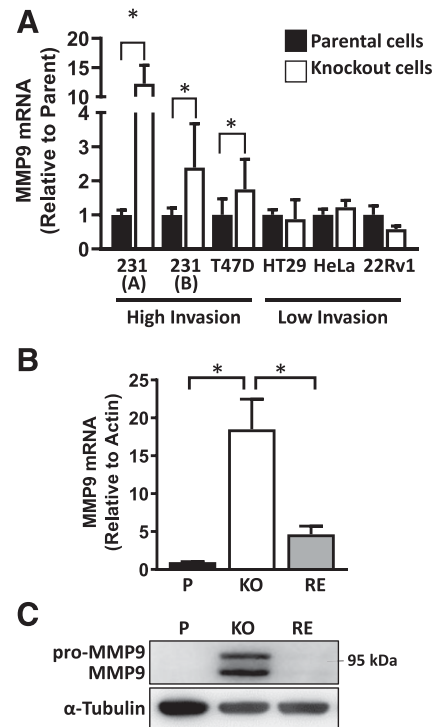 A
*
20
15
10
4
3
2
1
0
MMP9 mRNA
(Relative to Parent)
Parental cells
Knockout cells
*
*
231
(A)
231
(B)
T47D
HT29
HeLa
22Rv1
High Invasion
Low Invasion
B
25
20
15
10
5
0
MMP9 mRNA
(Relative to Actin)
*
*
P
KO
RE
C
P
KO
RE
pro-MMP9
MMP9
95 kDa
α-Tubulin